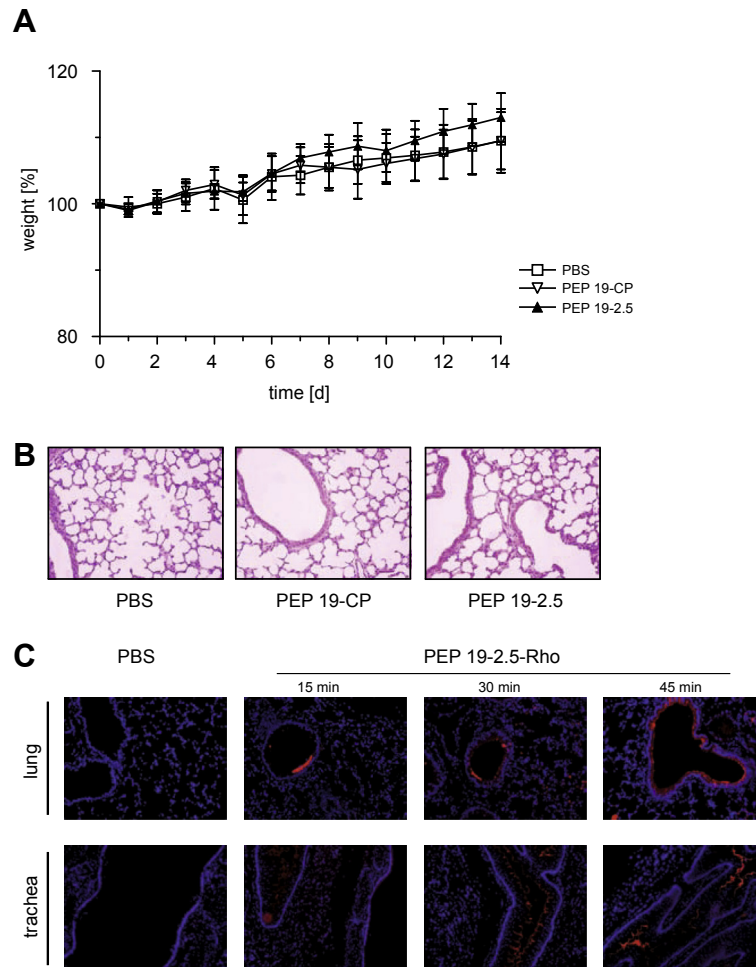 A
120
100
80
weight [%]
0 2 4 6 8 10 12 14
time [d]
PBS
PEP 19-CP
PEP 19-2.5
B
PBS PEP 19-CP PEP 19-2.5
C
PBS PEP 19-2.5-Rho
15 min 30 min 45 min
lung
trachea